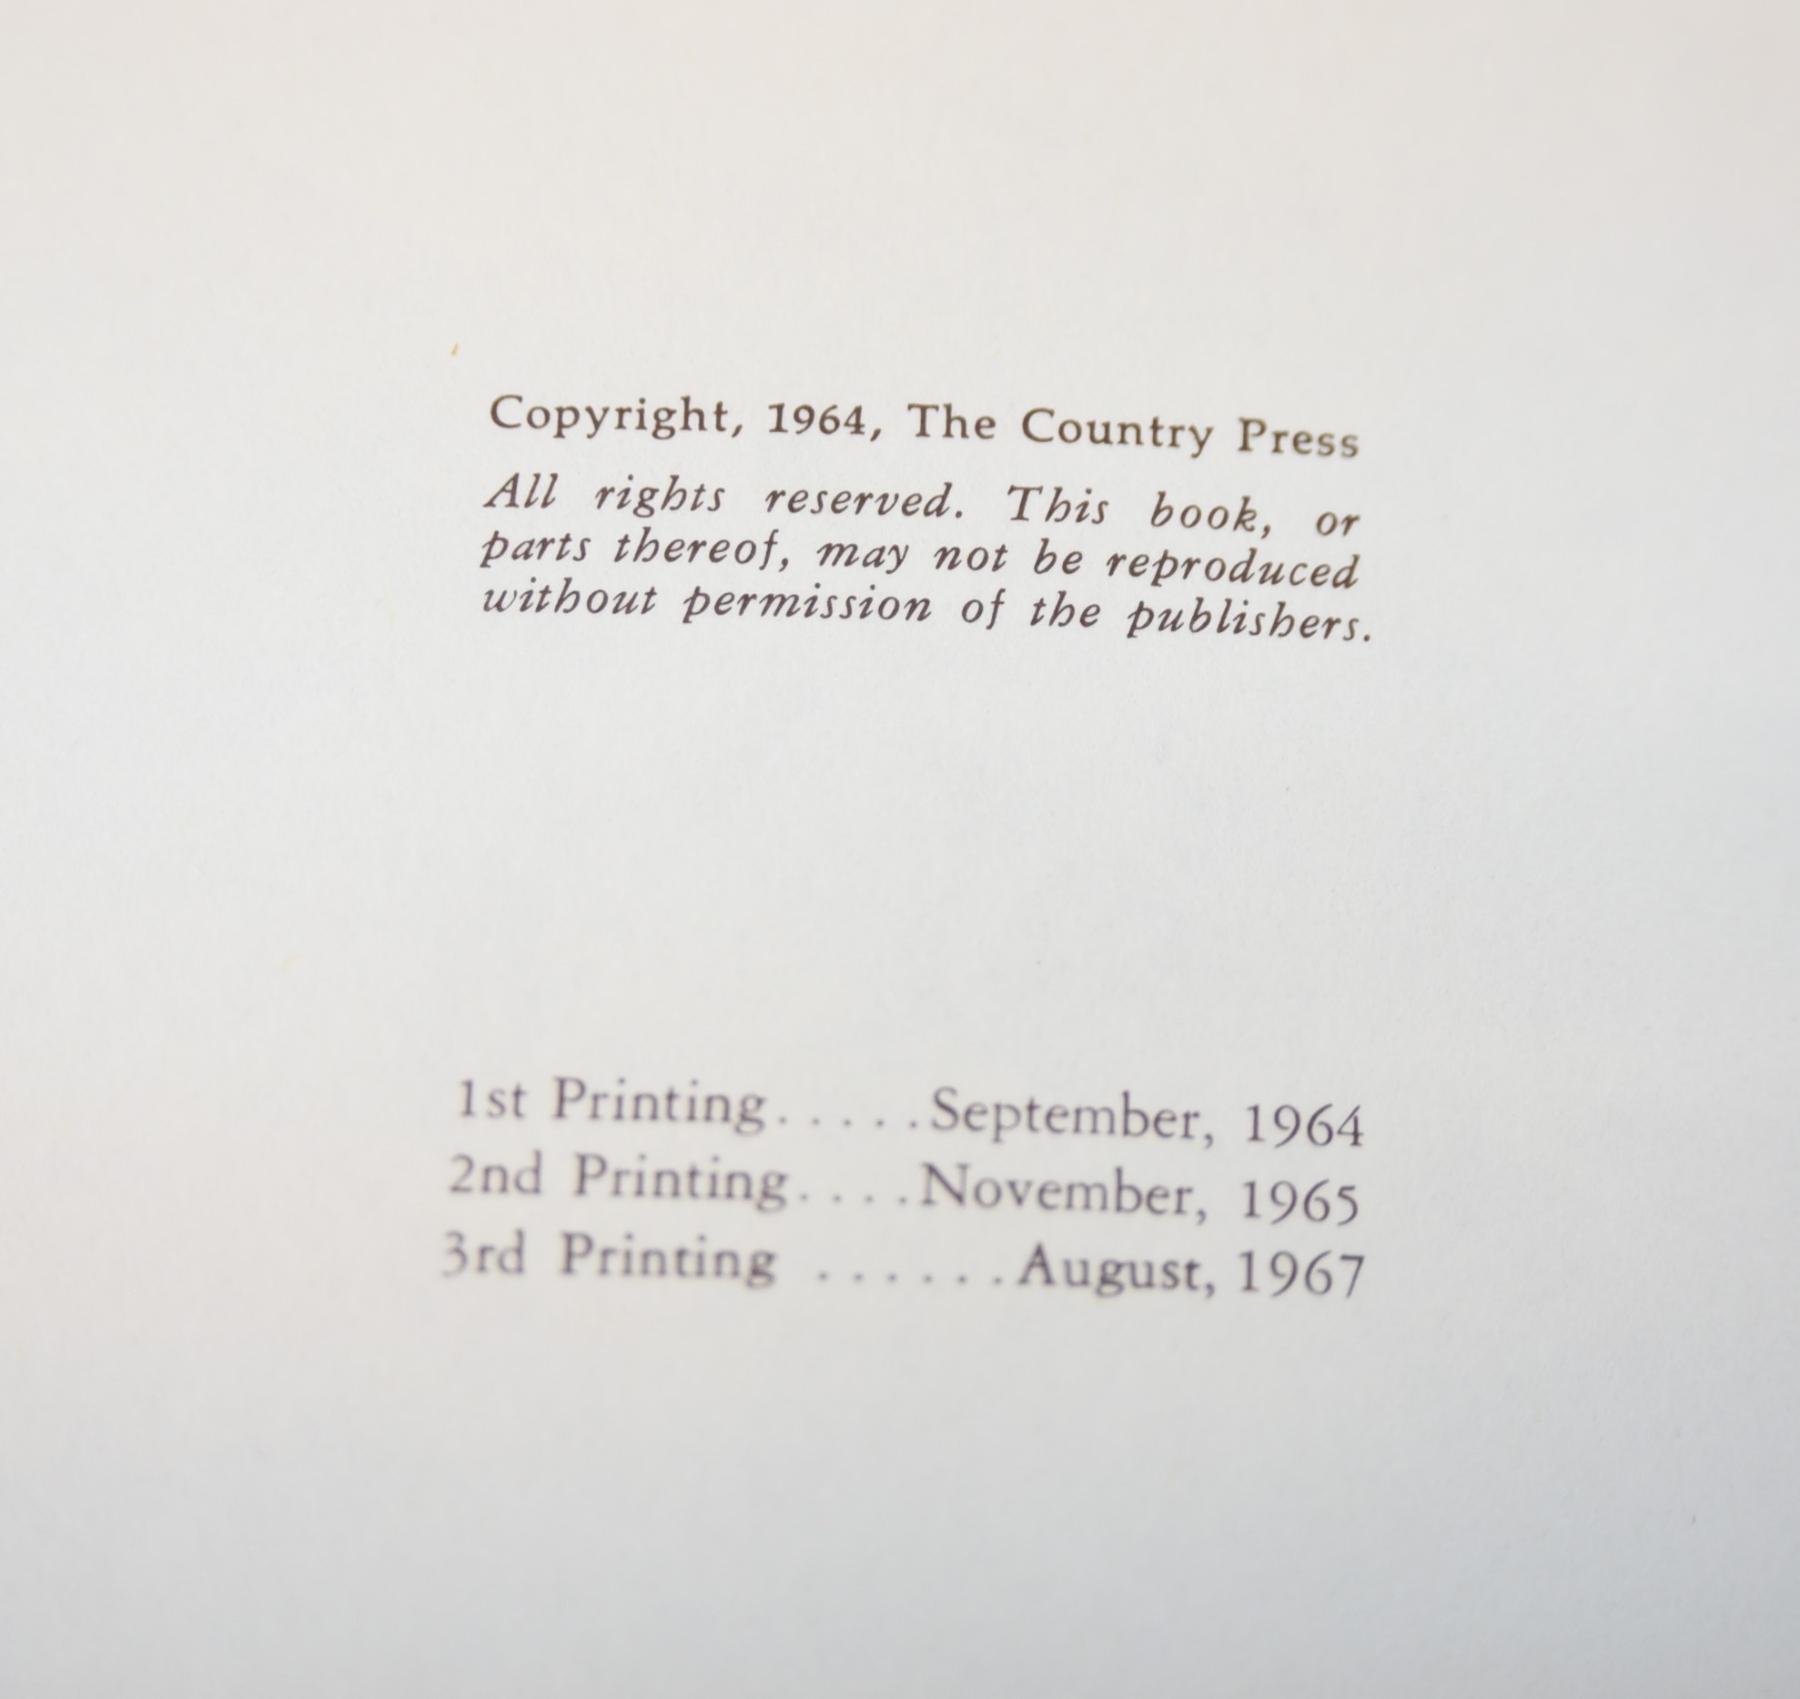 Copyright, 1964, The Country Press
All rights reserved. This book, or
parts thereof, may not be reproduced
without permission of the publishers.
1st Printing.....September, 1964
2nd Printing....November, 1965
3rd Printing ......August, 1967